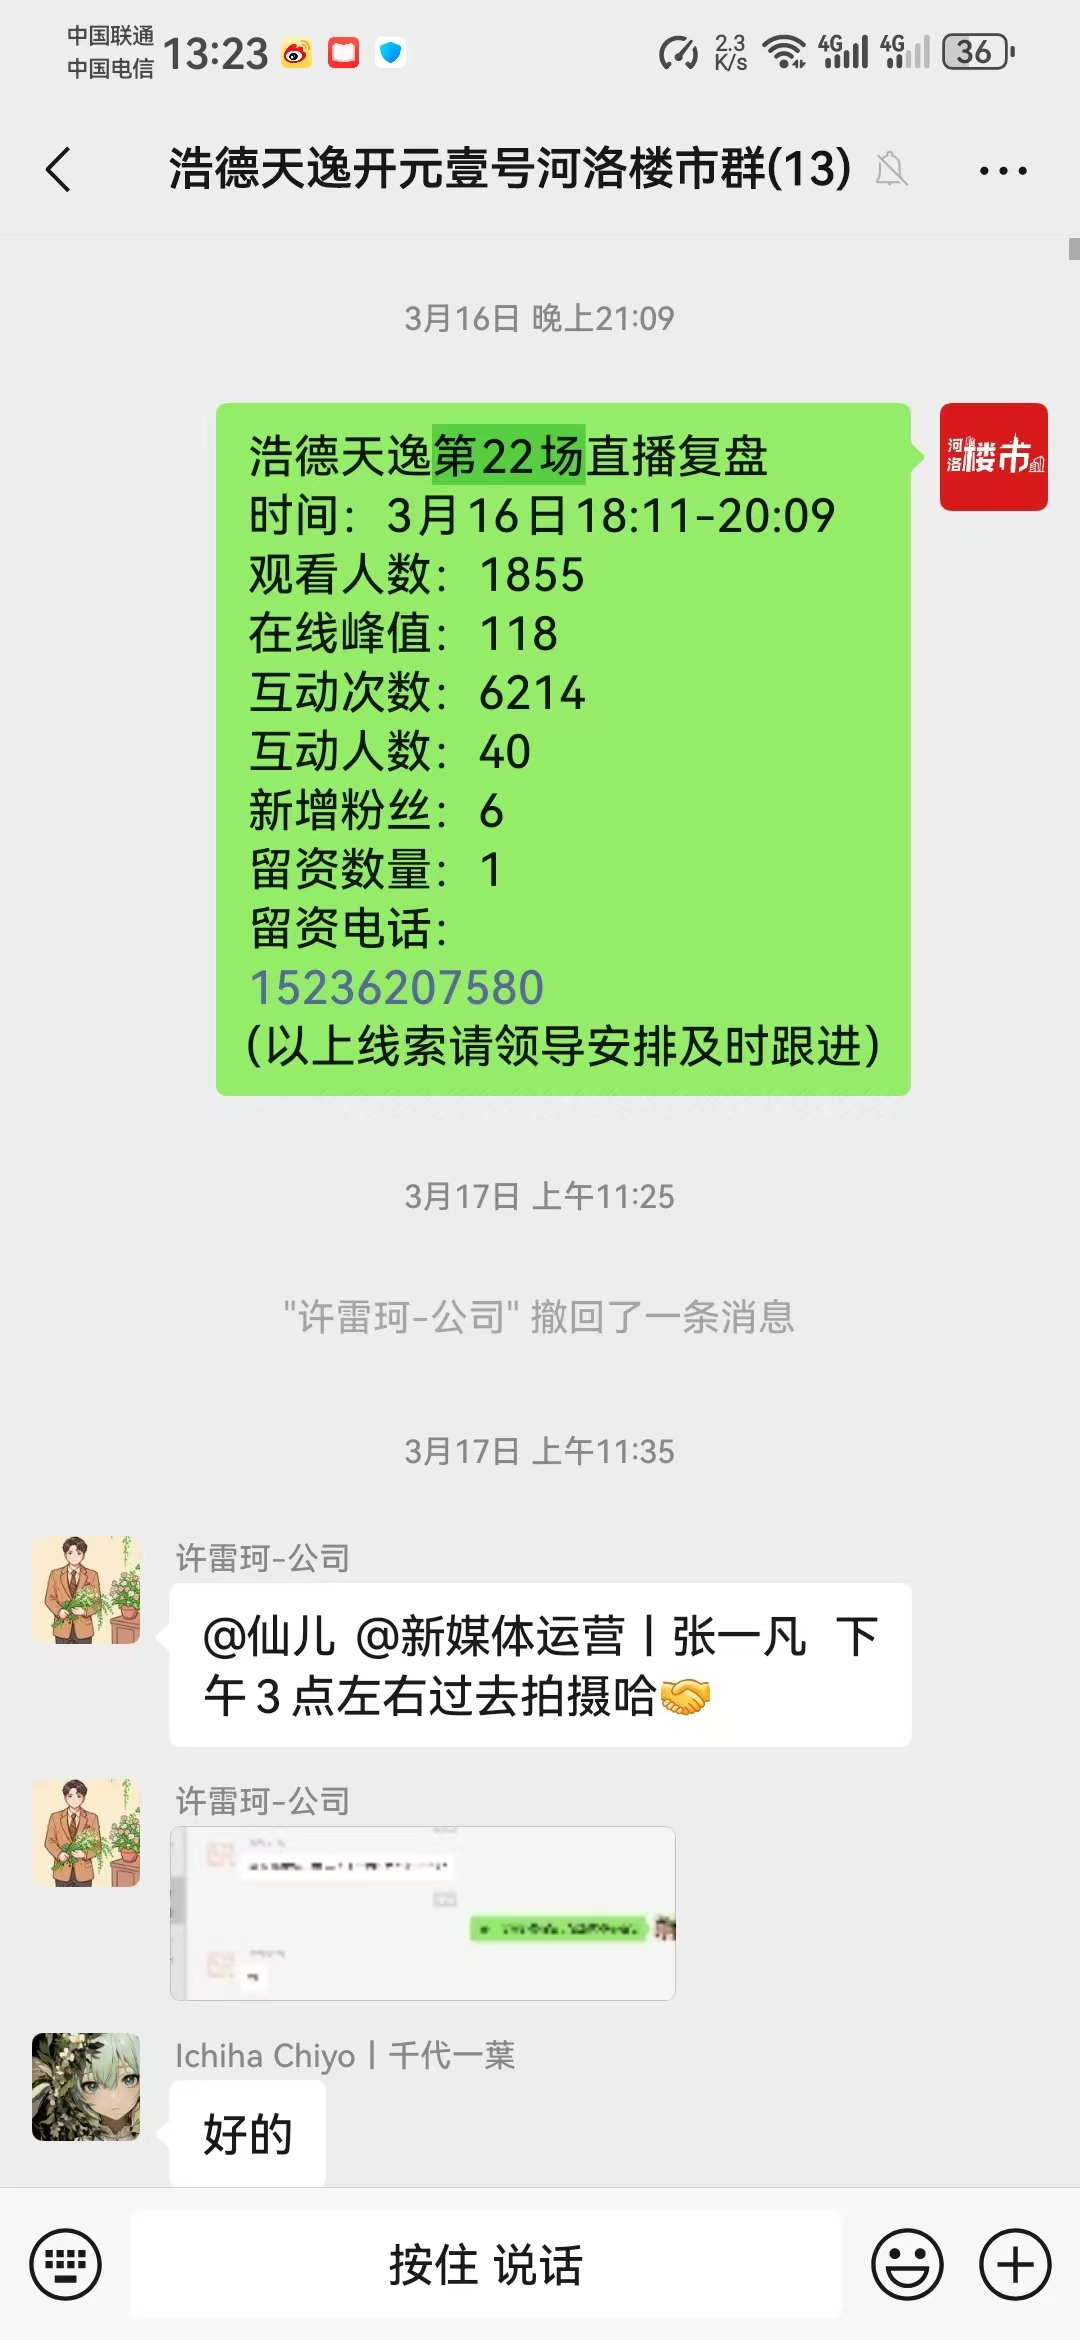 中国联通
中国电信
13:23
2.3
K/s
4G
4G
36
浩德天逸开元壹号河洛楼市群(13)
3月16日 晚上21:09
浩德天逸第22场直播复盘
时间：3月16日18:11-20:09
观看人数：1855
在线峰值：118
互动次数：6214
互动人数：40
新增粉丝：6
留资数量：1
留资电话：
15236207580
(以上线索请领导安排及时跟进)
河洛楼市
3月17日 上午11:25
"许雷珂-公司" 撤回了一条消息
3月17日 上午11:35
许雷珂-公司
@仙儿 @新媒体运营丨张一凡 下
午3点左右过去拍摄哈🤝
许雷珂-公司
Ichiha Chiyo丨千代一葉
好的
按住 说话